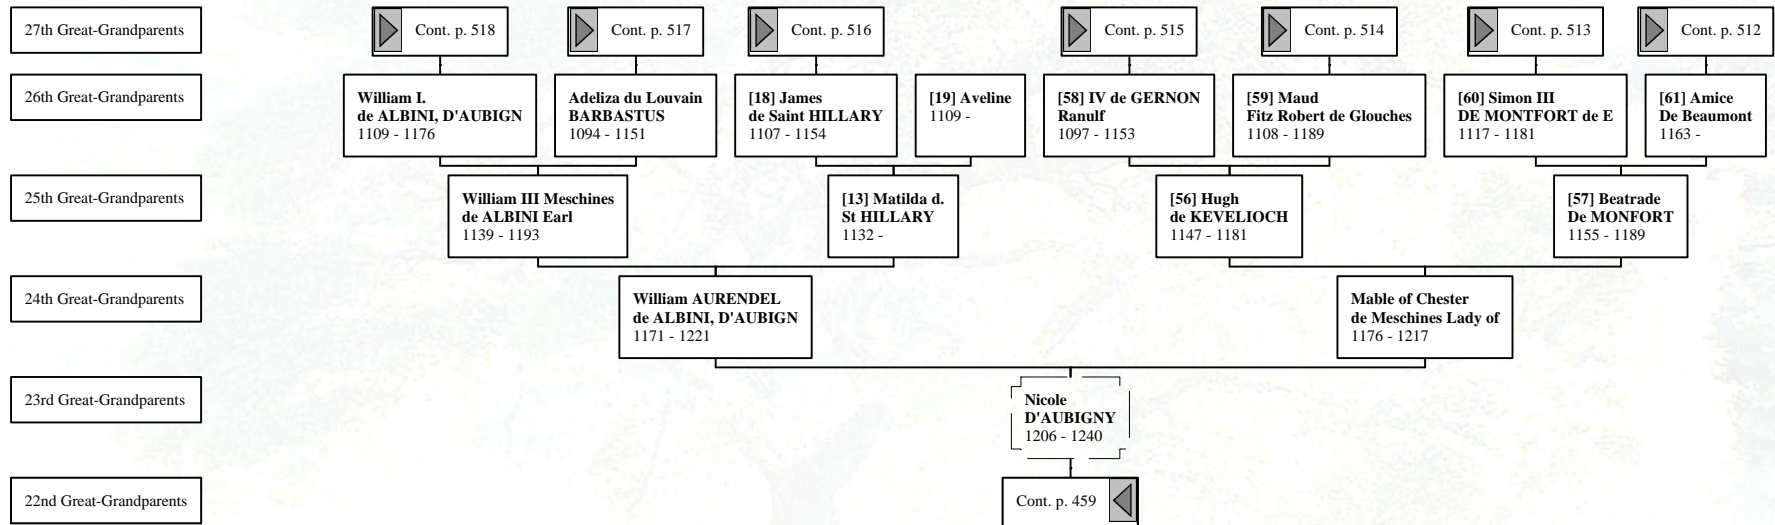 27th Great-Grandparents
Cont. p. 518
Cont. p. 517
Cont. p. 516
Cont. p. 515
Cont. p. 514
Cont. p. 513
Cont. p. 512
26th Great-Grandparents
William I.
de ALBINI, D'AUBIGN
1109 - 1176
Adeliza du Louvain
BARBASTUS
1094 - 1151
[18] James
de Saint HILLARY
1107 - 1154
[19] Aveline
1109 -
[58] IV de GERNON
Ranulf
1097 - 1153
[59] Maud
Fitz Robert de Glouches
1108 - 1189
[60] Simon III
DE MONTFORT de E
1117 - 1181
[61] Amice
De Beaumont
1163 -
25th Great-Grandparents
William III Meschines
de ALBINI Earl
1139 - 1193
[13] Matilda d.
St HILLARY
1132 -
[56] Hugh
de KEVELIOCH
1147 - 1181
[57] Beatrade
De MONFORT
1155 - 1189
24th Great-Grandparents
William AURENDEL
de ALBINI, D'AUBIGN
1171 - 1221
Mable of Chester
de Meschines Lady of
1176 - 1217
23rd Great-Grandparents
Nicole
D'AUBIGNY
1206 - 1240
22nd Great-Grandparents
Cont. p. 459